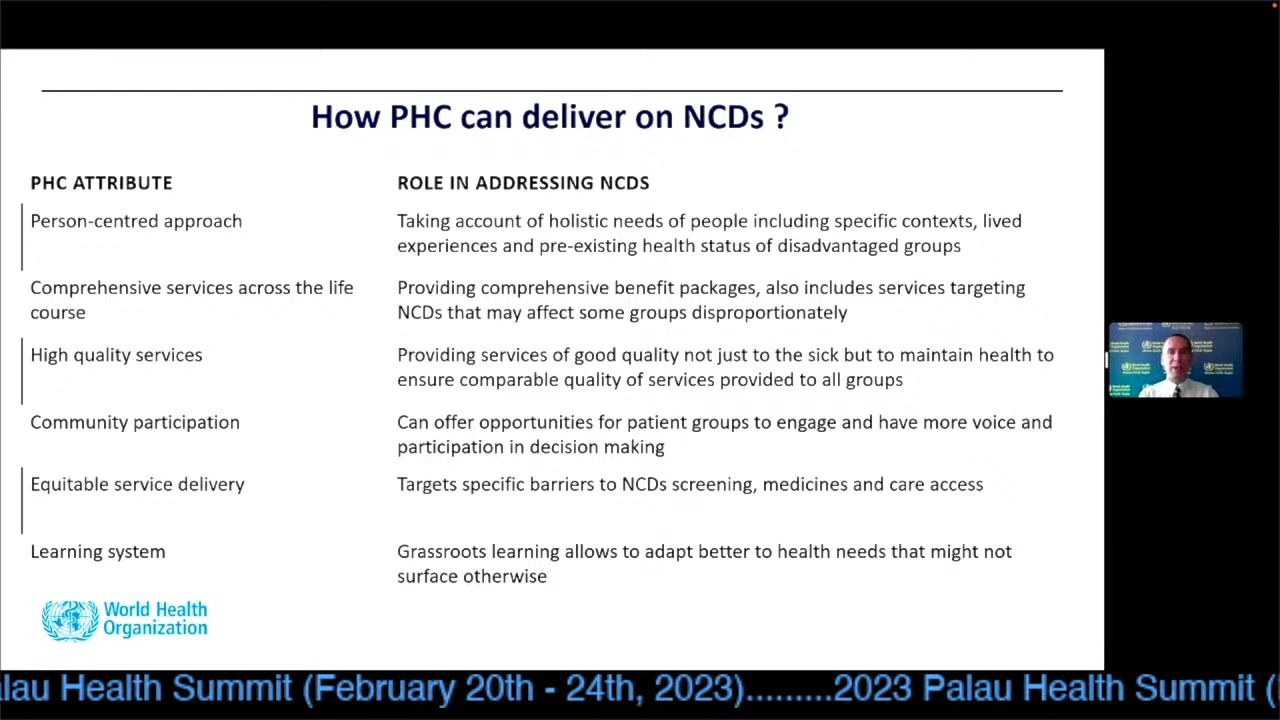 How PHC can deliver on NCDs ?
PHC ATTRIBUTE
ROLE IN ADDRESSING NCDS
Person-centred approach
Taking account of holistic needs of people including specific contexts, lived
experiences and pre-existing health status of disadvantaged groups
Comprehensive services across the life
course
Providing comprehensive benefit packages, also includes services targeting
NCDs that may affect some groups disproportionately
High quality services
Providing services of good quality not just to the sick but to maintain health to
ensure comparable quality of services provided to all groups
Community participation
Can offer opportunities for patient groups to engage and have more voice and
participation in decision making
Equitable service delivery
Targets specific barriers to NCDs screening, medicines and care access
Learning system
Grassroots learning allows to adapt better to health needs that might not
surface otherwise
World Health
Organization
lau Health Summit (February 20th - 24th, 2023).........2023 Palau Health Summit (